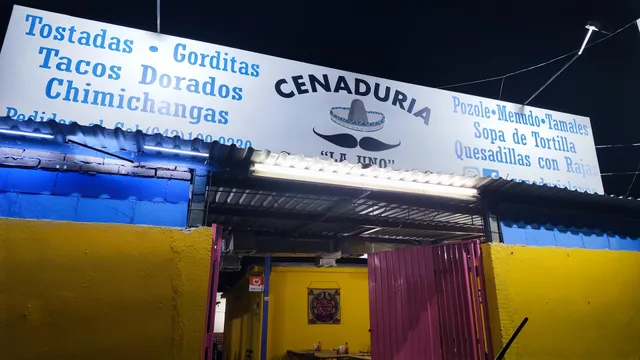 Tostadas • Gorditas
Tacos Dorados
Chimichangas
CENADURIA
"LA UNO"
Pozole•Menudo•Tamales
Sopa de Tortilla
Quesadillas con Rajas